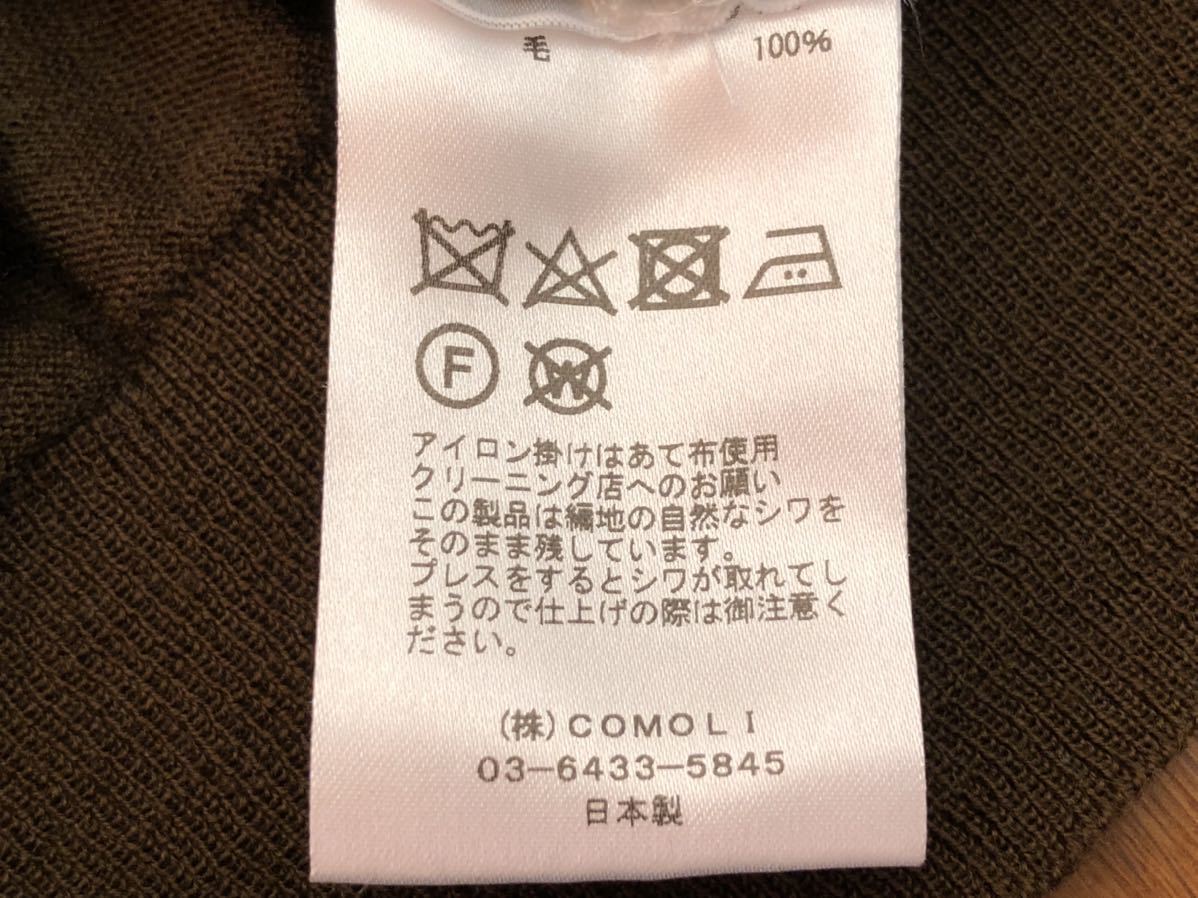 毛 100%
F W
アイロン掛けはあて布使用
クリーニング店へのお願い
この製品は編地の自然なシワを
そのまま残しています。
プレスをするとシワが取れてし
まうので仕上げの際は御注意く
ださい。
(株)COMOLI
03-6433-5845
日本製